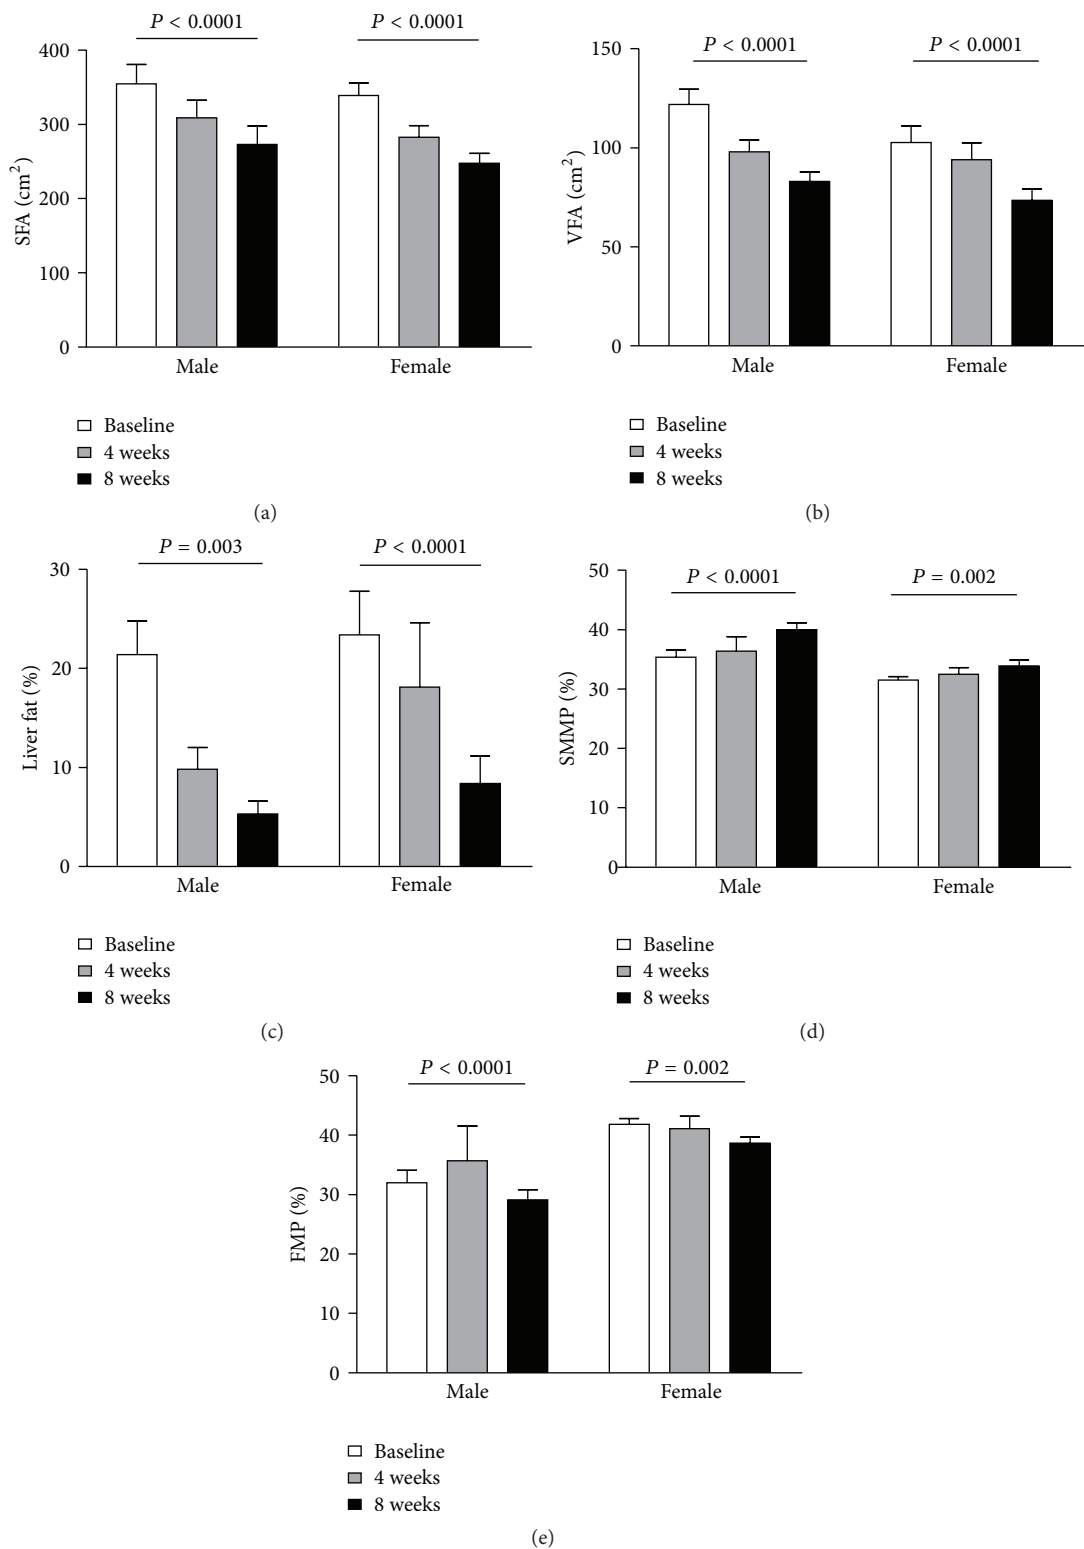 P < 0.0001
P < 0.0001
400
300
200
100
0
SFA (cm²)
Male
Female
Baseline
4 weeks
8 weeks
(a)
P < 0.0001
P < 0.0001
150
100
50
0
VFA (cm²)
Male
Female
Baseline
4 weeks
8 weeks
(b)
P = 0.003
P < 0.0001
30
20
10
0
Liver fat (%)
Male
Female
Baseline
4 weeks
8 weeks
(c)
P < 0.0001
P = 0.002
50
40
30
20
10
0
SMMP (%)
Male
Female
Baseline
4 weeks
8 weeks
(d)
P < 0.0001
P = 0.002
50
40
30
20
10
0
FMP (%)
Male
Female
Baseline
4 weeks
8 weeks
(e)